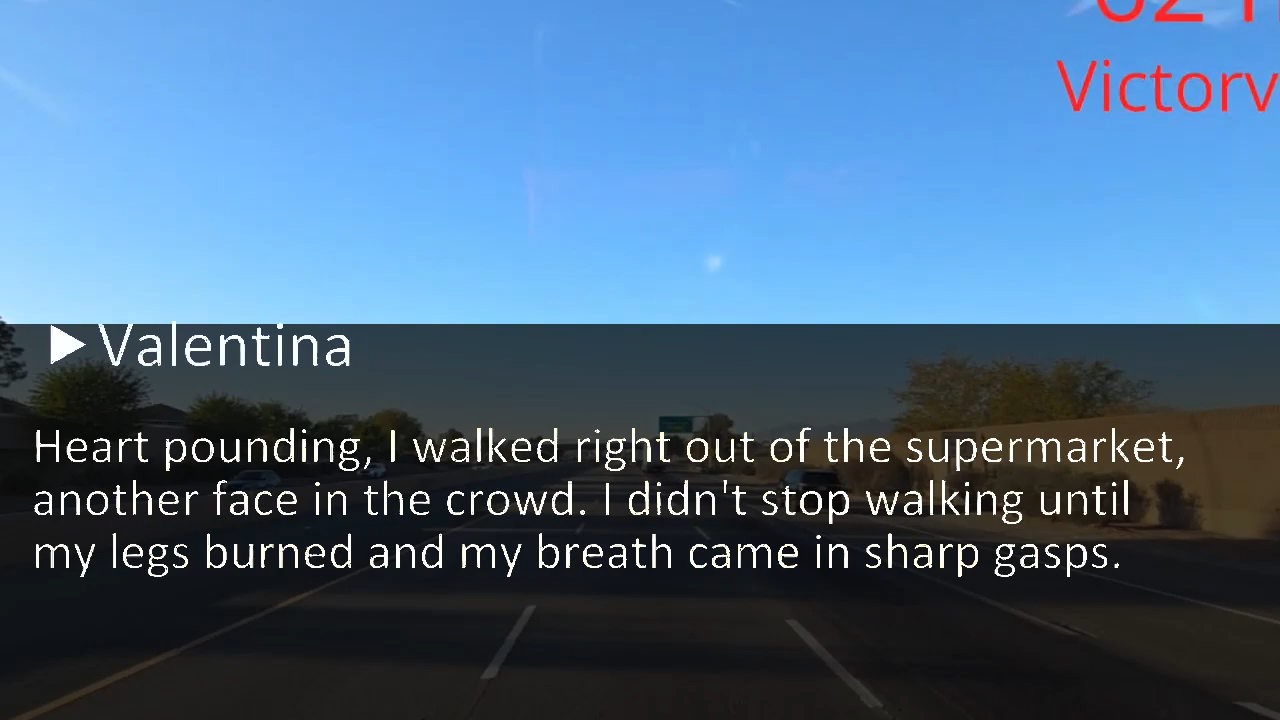 Victorv
▶Valentina
Heart pounding, I walked right out of the supermarket,
another face in the crowd. I didn't stop walking until
my legs burned and my breath came in sharp gasps.